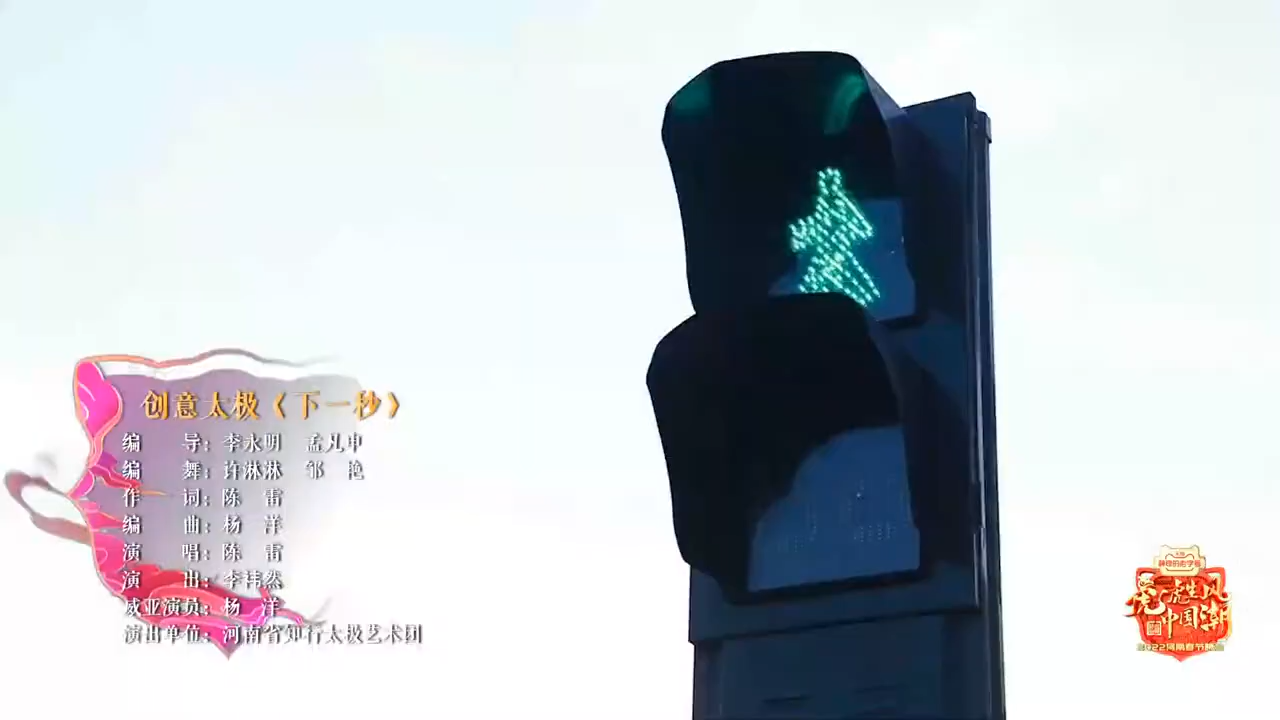 创意太极《下一秒》
编 导：李永明 孟凡申
编 舞：许淋淋 邹 艳
作 词：陈 雷
编 曲：杨 洋
演 唱：陈 雷
演 出：李祎然
威亚演员：杨 洋
演出单位：河南省知行太极艺术团
虎虎生风
中国潮
2022河南春节晚会